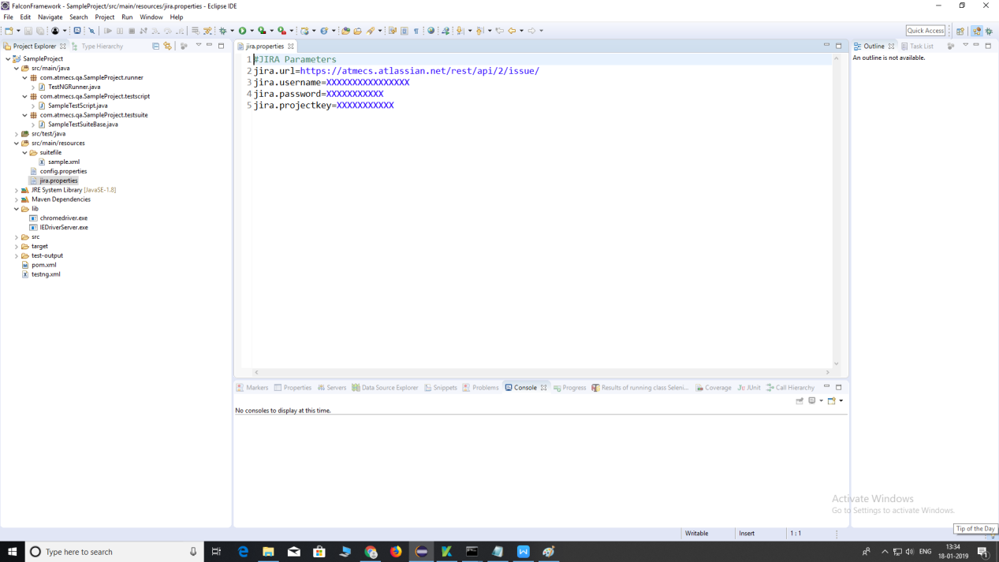 FalconFramework - SampleProject/src/main/resources/jira.properties - Eclipse IDE
File Edit Navigate Search Project Run Window Help
Quick Access
Project Explorer
Type Hierarchy
SampleProject
src/main/java
com.atmecs.qa.SampleProject.runner
TestNGRunner.java
com.atmecs.qa.SampleProject.testscript
SampleTestScript.java
com.atmecs.qa.SampleProject.testsuite
SampleTestSuiteBase.java
src/test/java
src/main/resources
suitefile
sample.xml
config.properties
jira.properties
JRE System Library [JavaSE-1.8]
Maven Dependencies
lib
chromedriver.exe
IEDriverServer.exe
src
target
test-output
pom.xml
testng.xml
jira.properties
1 #JIRA Parameters
2 jira.url=https://atmecs.atlassian.net/rest/api/2/issue/
3 jira.username=XXXXXXXXXXXXXXXX
4 jira.password=XXXXXXXXXXX
5 jira.projectkey=XXXXXXXXXXX
Outline Task List
An outline is not available.
Markers Properties Servers Data Source Explorer Snippets Problems Console Progress Results of running class Seleni... Coverage JUnit Call Hierarchy
No consoles to display at this time.
Activate Windows
Go to Settings to activate Windows.
Tip of the Day
Writable Insert 1 : 1
Type here to search
ENG
13:34
18-01-2019
1